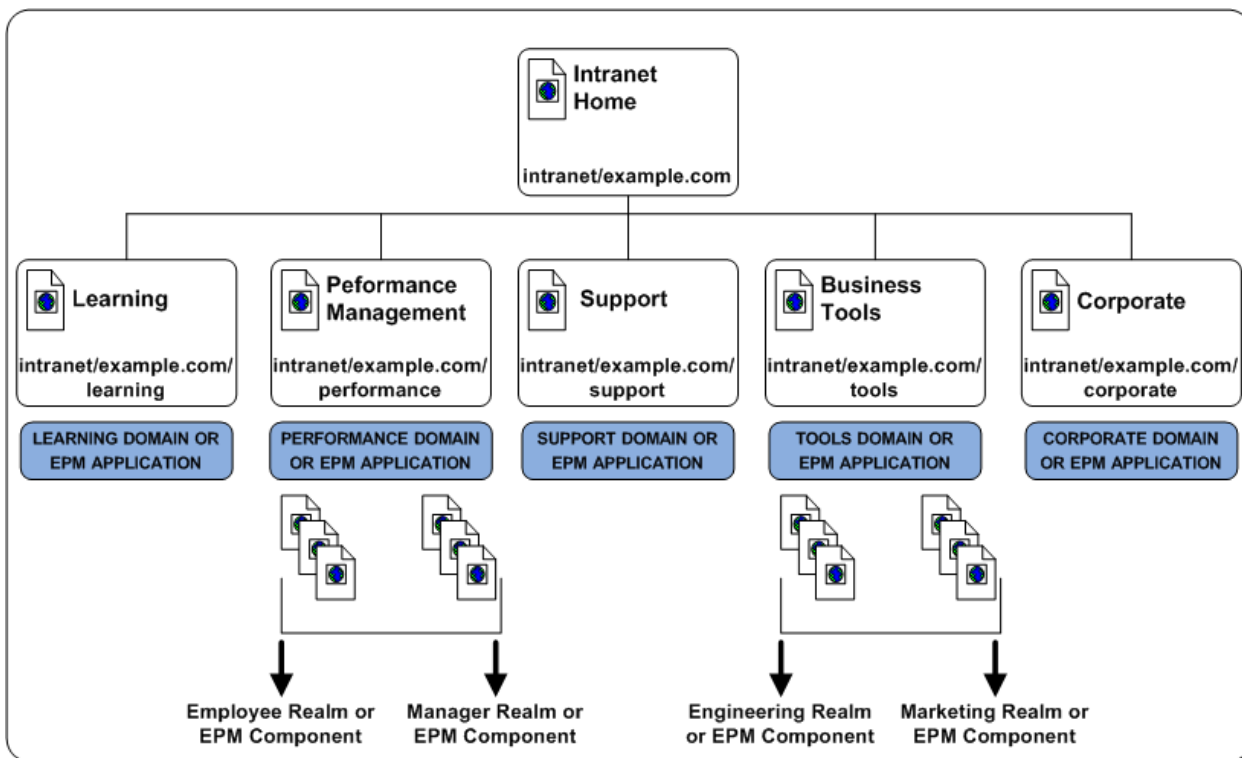 Intranet
Home
intranet/example.com
Learning
intranet/example.com/
learning
Peformance
Management
intranet/example.com/
performance
Support
intranet/example.com/
support
Business
Tools
intranet/example.com/
tools
Corporate
intranet/example.com/
corporate
LEARNING DOMAIN OR
EPM APPLICATION
PERFORMANCE DOMAIN
OR EPM APPLICATION
SUPPORT DOMAIN OR
EPM APPLICATION
TOOLS DOMAIN OR
EPM APPLICATION
CORPORATE DOMAIN
OR EPM APPLICATION
Employee Realm or
EPM Component
Manager Realm or
EPM Component
Engineering Realm
or EPM Component
Marketing Realm or
EPM Component